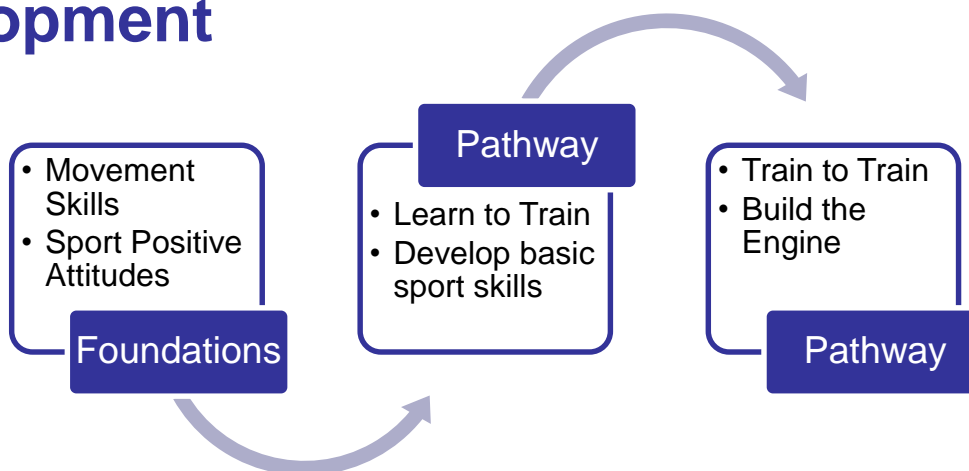 opment
• Movement
Skills
• Sport Positive
Attitudes
Foundations
Pathway
• Learn to Train
• Develop basic
sport skills
• Train to Train
• Build the
Engine
Pathway